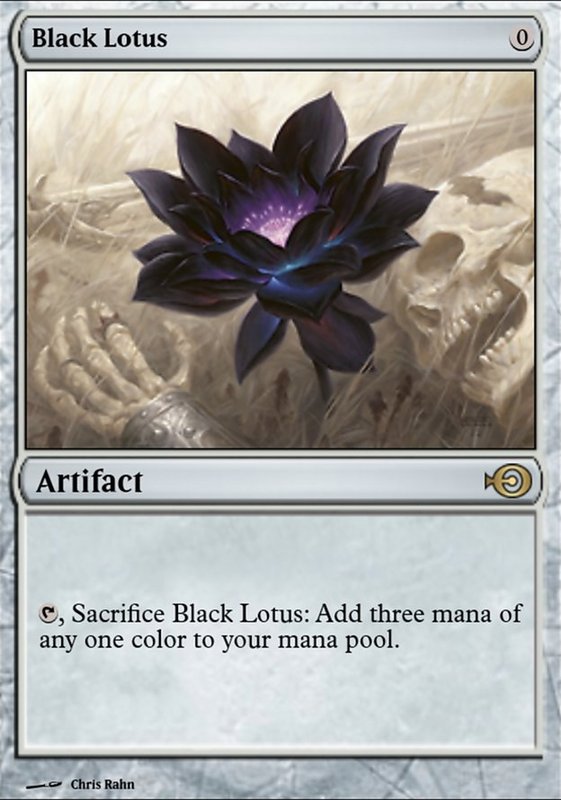 Black Lotus 0
Artifact
, Sacrifice Black Lotus: Add three mana of
any one color to your mana pool.
Chris Rahn